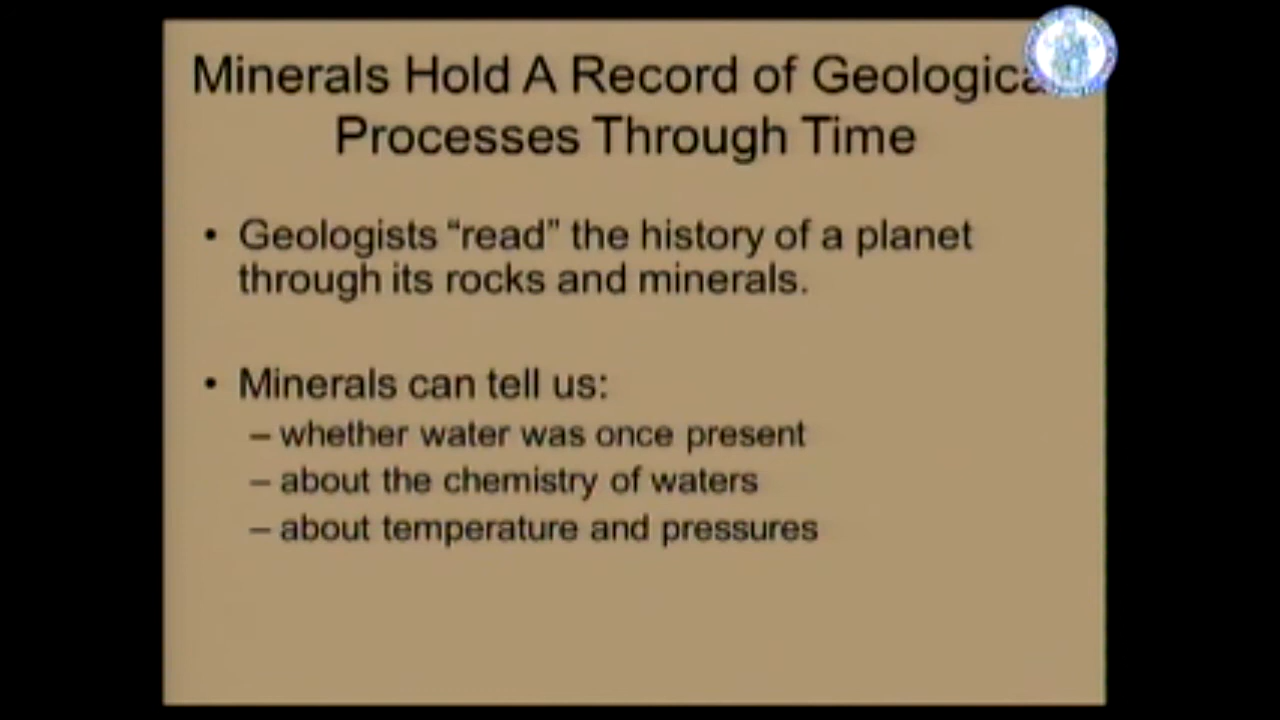 Minerals Hold A Record of Geologica
Processes Through Time
• Geologists “read” the history of a planet
through its rocks and minerals.
• Minerals can tell us:
– whether water was once present
– about the chemistry of waters
– about temperature and pressures